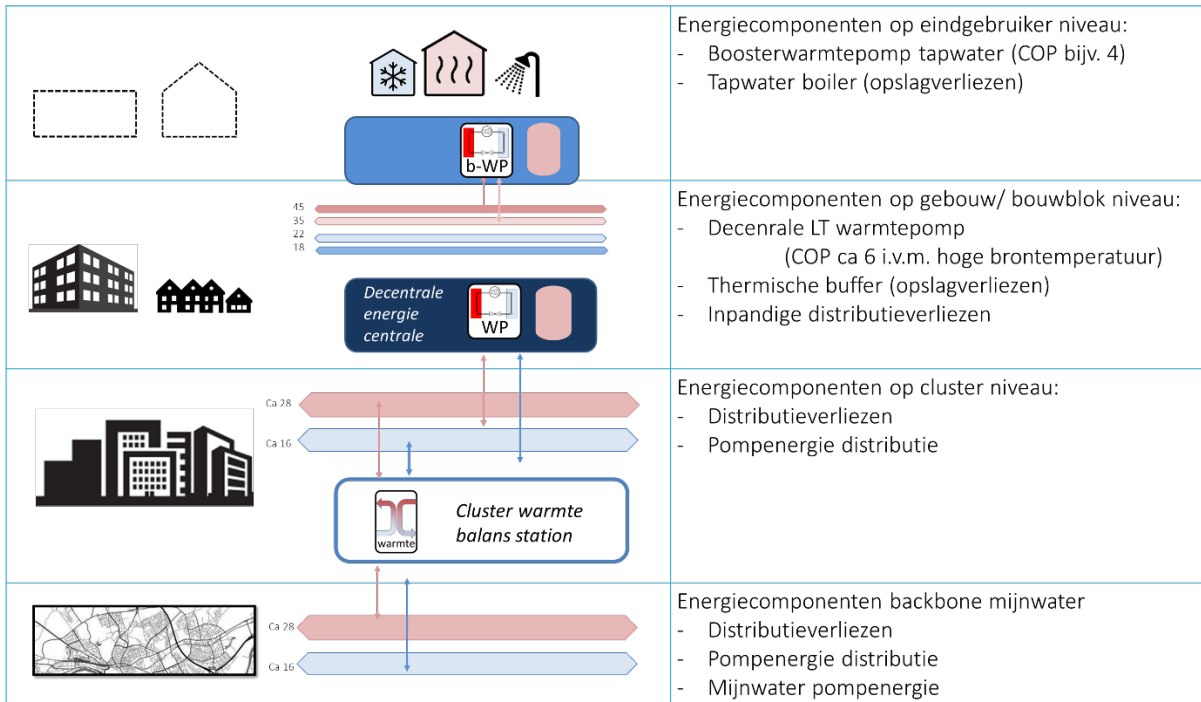 Energiecomponenten op eindgebruiker niveau:
- Boosterwarmtepomp tapwater (COP bijv. 4)
- Tapwater boiler (opslagverliezen)
b-WP
45
35
22
18
Energiecomponenten op gebouw/ bouwblok niveau:
- Decenrale LT warmtepomp
(COP ca 6 i.v.m. hoge brontemperatuur)
- Thermische buffer (opslagverliezen)
- Inpandige distributieverliezen
Decentrale
energie
centrale
WP
Ca 28
Ca 16
Energiecomponenten op cluster niveau:
- Distributieverliezen
- Pompenergie distributie
warmte
Cluster warmte
balans station
Ca 28
Ca 16
Energiecomponenten backbone mijnwater
- Distributieverliezen
- Pompenergie distributie
- Mijnwater pompenergie